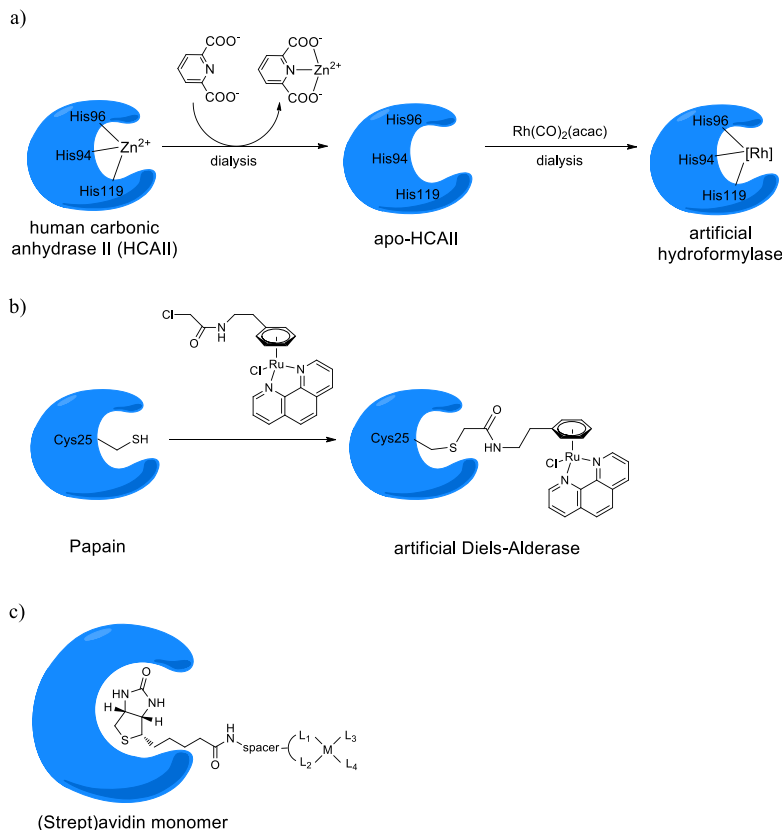 a)
COO⁻
N
COO⁻
COO⁻
N
Zn²⁺
COO⁻
His96
His94
Zn²⁺
His119
dialysis
His96
His94
His119
Rh(CO)₂(acac)
dialysis
His96
His94
[Rh]
His119
human carbonic
anhydrase II (HCAII)
apo-HCAII
artificial
hydroformylase
b)
Cl
O
H
N
Cl
Ru
N
N
Cys25
SH
Cys25
S
O
NH
Cl
Ru
N
N
Papain
artificial Diels-Alderase
c)
O
HN
NH
H
H
S
O
H
N
spacer
L₁
L₃
M
L₂
L₄
(Strept)avidin monomer